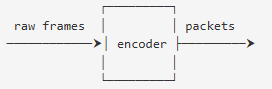 raw frames
packets
encoder